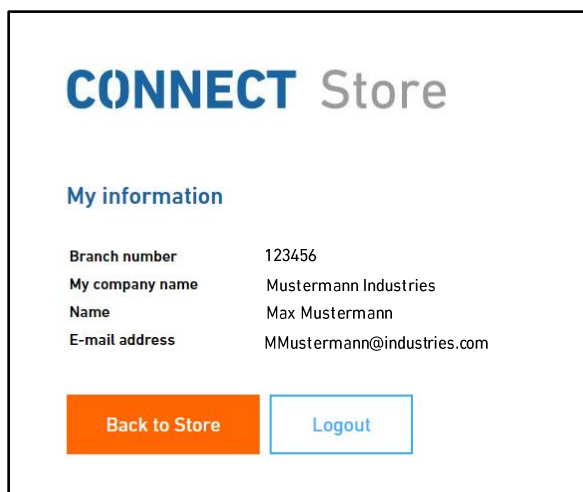 CONNECT Store
My information
Branch number 123456
My company name Mustermann Industries
Name Max Mustermann
E-mail address MMustermann@industries.com
Back to Store Logout